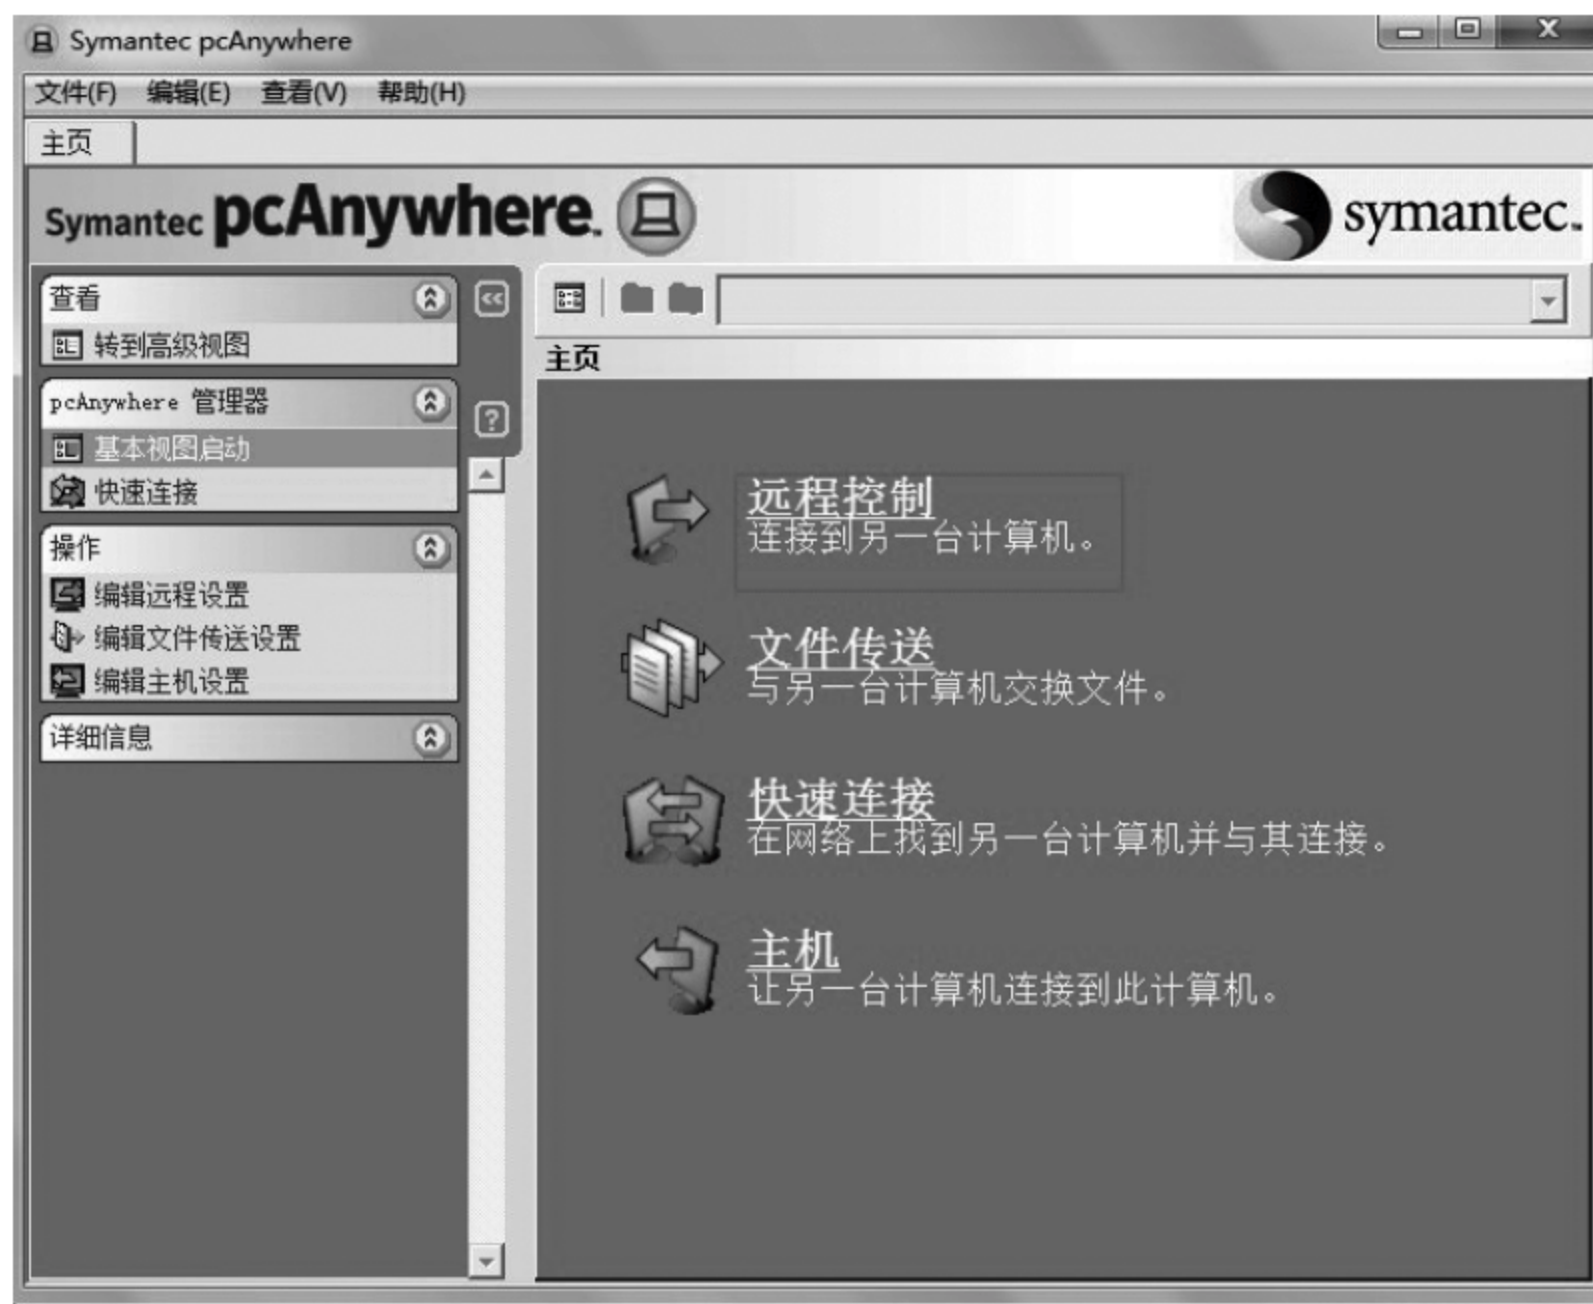 Symantec pcAnywhere
文件(F) 编辑(E) 查看(V) 帮助(H)
主页
Symantec pcAnywhere™
symantec™
查看
转到高级视图
pcAnywhere 管理器
基本视图启动
快速连接
操作
编辑远程设置
编辑文件传送设置
编辑主机设置
详细信息
主页
远程控制
连接到另一台计算机。
文件传送
与另一台计算机交换文件。
快速连接
在网络上找到另一台计算机并与其连接。
主机
让另一台计算机连接到此计算机。